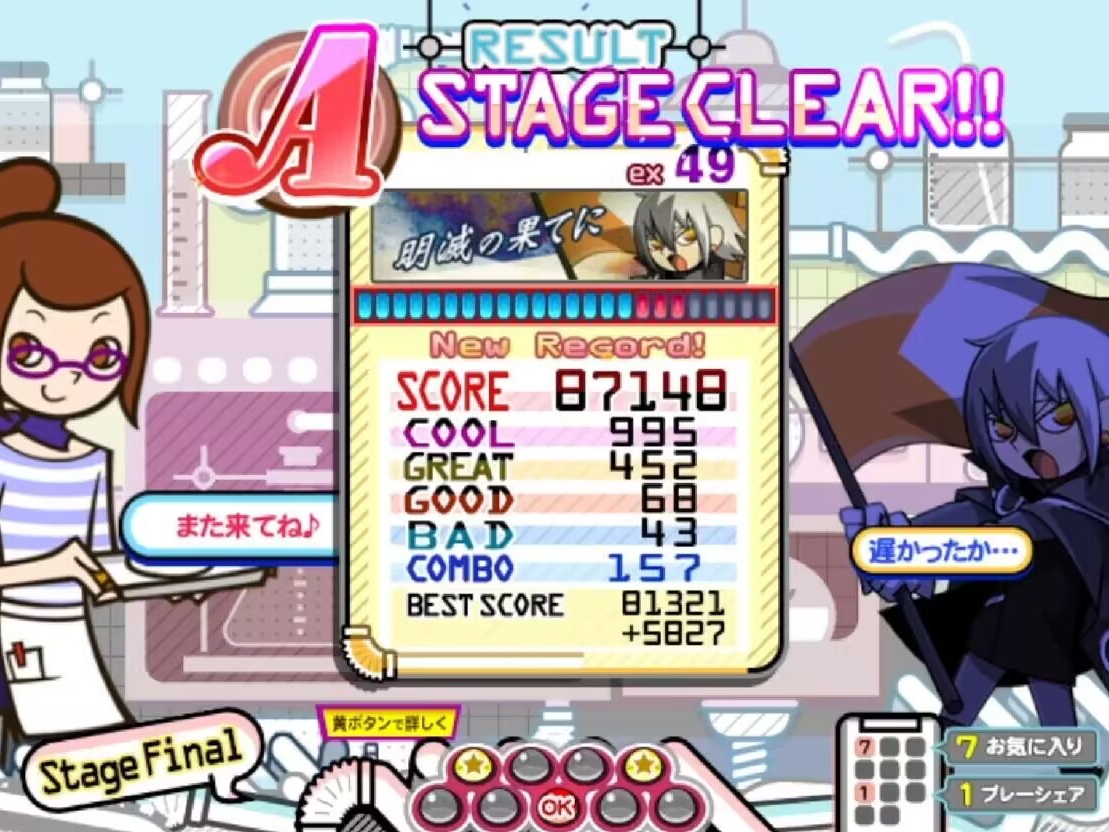 RESULT
A
STAGE CLEAR!!
ex 49
明滅の果てに
New Record!
SCORE 87148
COOL 995
GREAT 452
GOOD 68
BAD 43
COMBO 157
BEST SCORE 81321
+5827
また来てね♪
遅かったか…
黄ボタンで詳しく
Stage Final
OK
7
1
7 お気に入り
1 プレーシェア